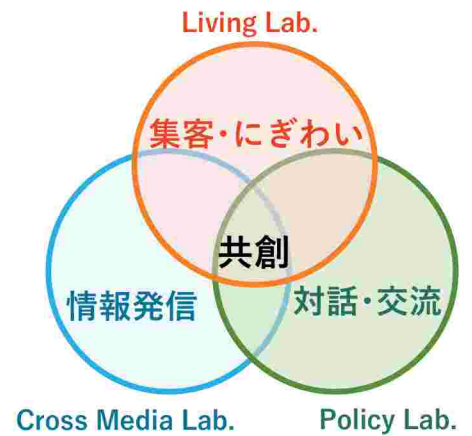 Living Lab.
集客・にぎわい
共創
情報発信
対話・交流
Cross Media Lab.
Policy Lab.